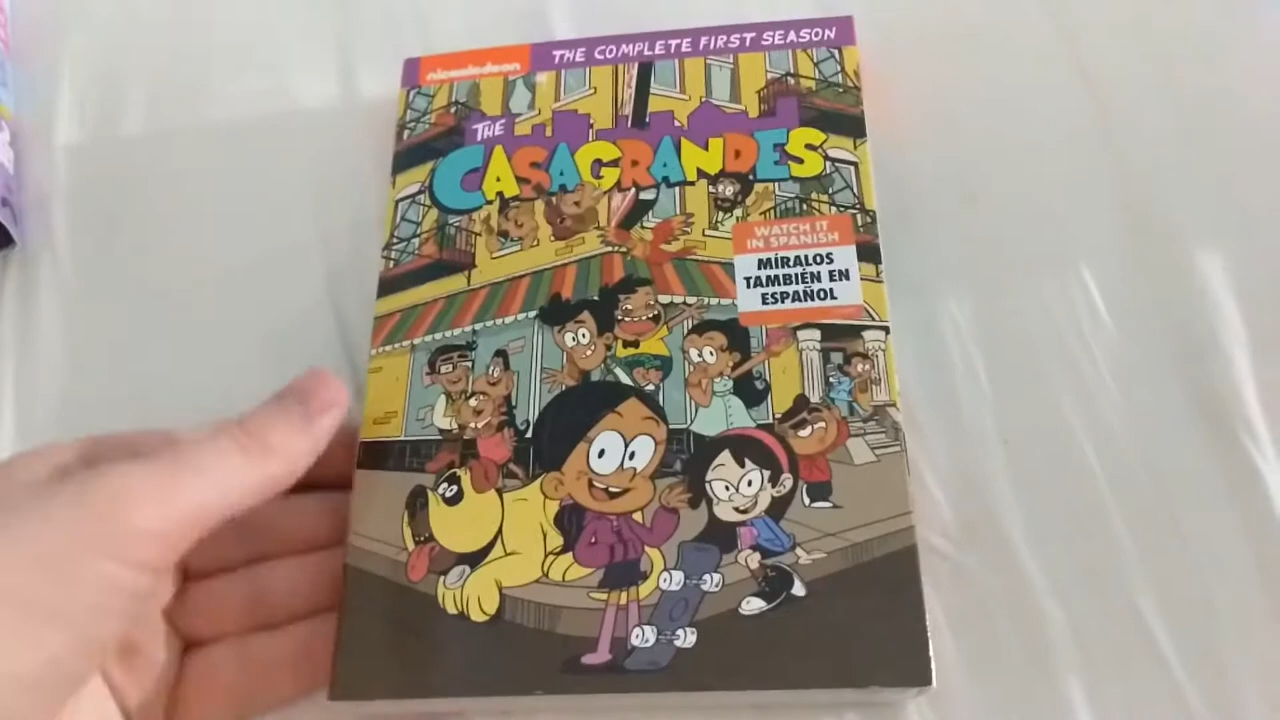 nickelodeon
THE COMPLETE FIRST SEASON
THE
CASAGRANDES
WATCH IT
IN SPANISH
MÍRALOS
TAMBIÉN EN
ESPAÑOL